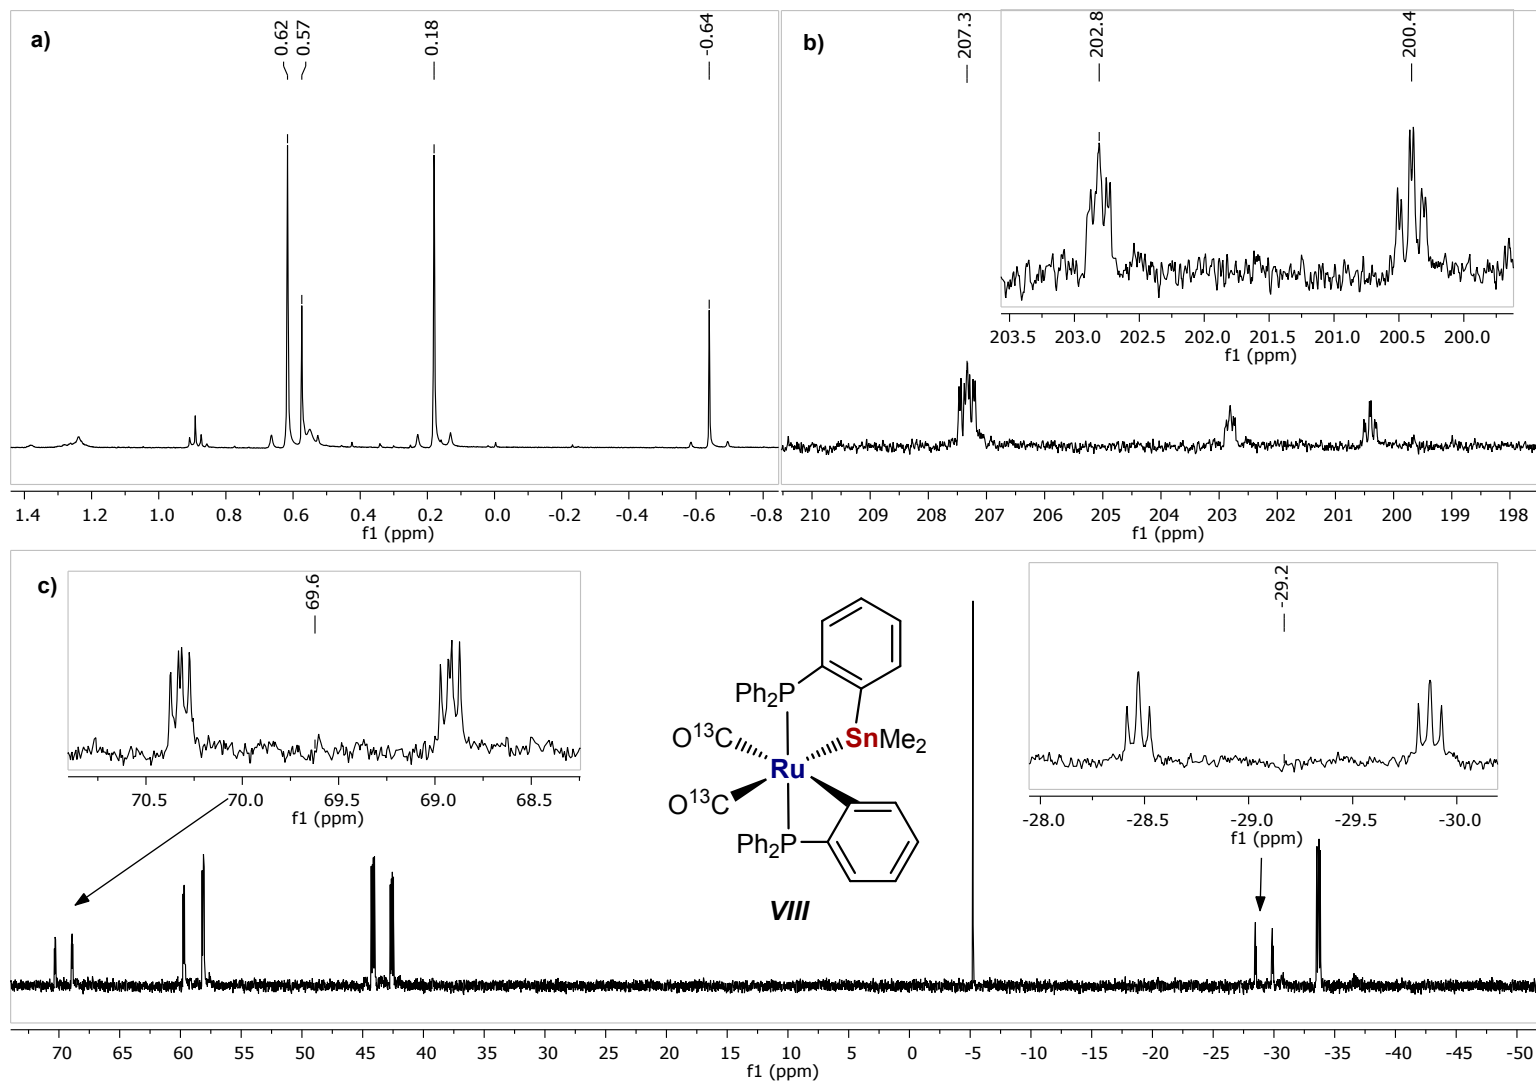 a)
0.62
0.57
0.18
-0.64
1.4 1.2 1.0 0.8 0.6 0.4 0.2 0.0 -0.2 -0.4 -0.6 -0.8
f1 (ppm)
b)
207.3
202.8
200.4
203.5 203.0 202.5 202.0 201.5 201.0 200.5 200.0
f1 (ppm)
210 209 208 207 206 205 204 203 202 201 200 199 198
f1 (ppm)
c)
69.6
70.5 70.0 69.5 69.0 68.5
f1 (ppm)
Ph2P
O13C
SnMe2
Ru
O13C
Ph2P
VIII
-29.2
-28.0 -28.5 -29.0 -29.5 -30.0
f1 (ppm)
70 65 60 55 50 45 40 35 30 25 20 15 10 5 0 -5 -10 -15 -20 -25 -30 -35 -40 -45 -50
f1 (ppm)